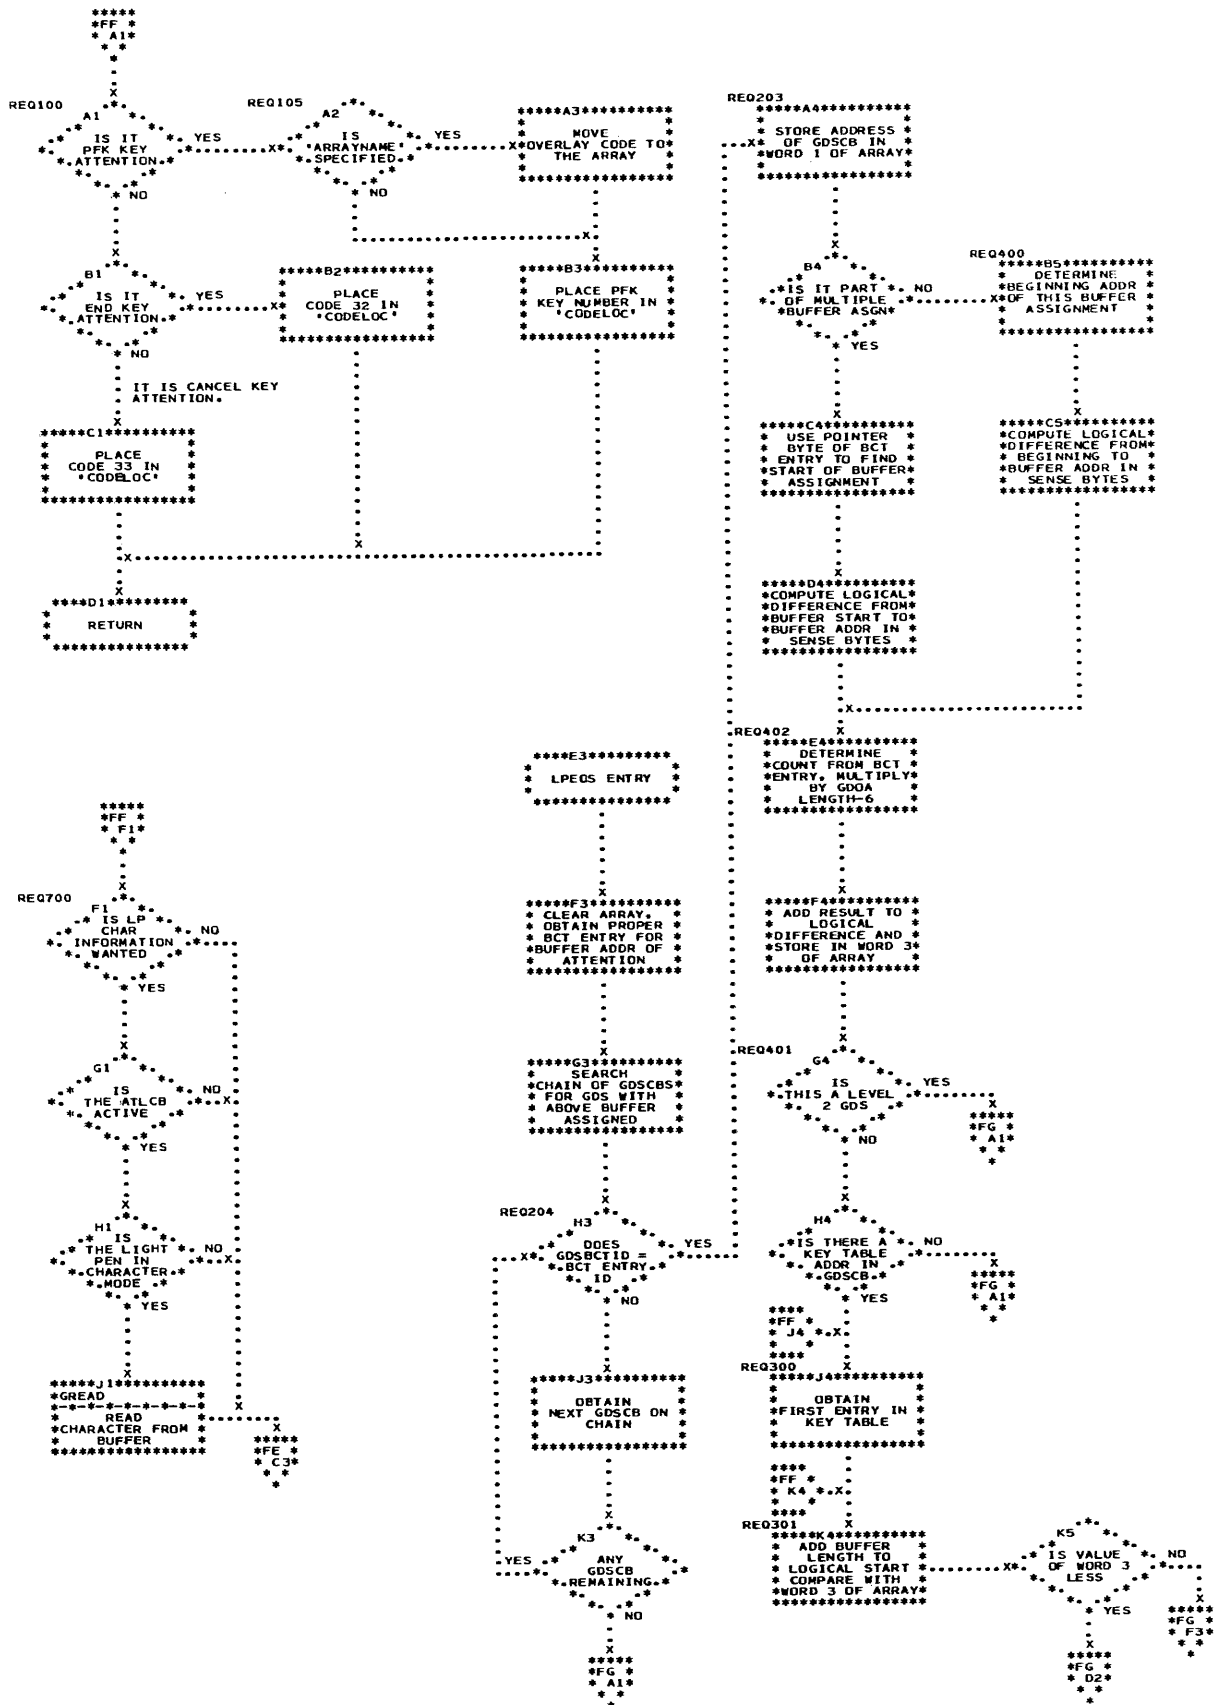 FF
A1
REQ100
A1
IS IT
PFK KEY
ATTENTION
YES
NO
REQ105
A2
IS
'ARRAYNAME'
SPECIFIED
YES
NO
A3
MOVE
OVERLAY CODE TO
THE ARRAY
B1
IS IT
END KEY
ATTENTION
YES
NO
B2
PLACE
CODE 32 IN
'CODELOC'
B3
PLACE PFK
KEY NUMBER IN
'CODELOC'
IT IS CANCEL KEY
ATTENTION.
C1
PLACE
CODE 33 IN
'CODELOC'
D1
RETURN
REQ203
A4
STORE ADDRESS
OF GDSCB IN
WORD 1 OF ARRAY
B4
IS IT PART
OF MULTIPLE
BUFFER ASGN
NO
YES
REQ400
B5
DETERMINE
BEGINNING ADDR
OF THIS BUFFER
ASSIGNMENT
C4
USE POINTER
BYTE OF BCT
ENTRY TO FIND
START OF BUFFER
ASSIGNMENT
C5
COMPUTE LOGICAL
DIFFERENCE FROM
BEGINNING TO
BUFFER ADDR IN
SENSE BYTES
D4
COMPUTE LOGICAL
DIFFERENCE FROM
BUFFER START TO
BUFFER ADDR IN
SENSE BYTES
REQ402
E4
DETERMINE
COUNT FROM BCT
ENTRY. MULTIPLY
BY GDOA
LENGTH-6
E3
LPEOS ENTRY
FF
F1
REQ700
F1
IS LP
CHAR
INFORMATION
WANTED
NO
YES
F3
CLEAR ARRAY.
OBTAIN PROPER
BCT ENTRY FOR
BUFFER ADDR OF
ATTENTION
F4
ADD RESULT TO
LOGICAL
DIFFERENCE AND
STORE IN WORD 3
OF ARRAY
G1
IS
THE ATLCB
ACTIVE
NO
YES
G3
SEARCH
CHAIN OF GDSCBS
FOR GDS WITH
ABOVE BUFFER
ASSIGNED
REQ401
G4
IS
THIS A LEVEL
2 GDS
YES
NO
FG
A1
H1
IS
THE LIGHT
PEN IN
CHARACTER
MODE
NO
YES
REQ204
H3
DOES
GDSBCTID =
BCT ENTRY
ID
YES
NO
H4
IS THERE A
KEY TABLE
ADDR IN
GDSCB
NO
YES
FG
A1
FF
J4
J1
GREAD
READ
CHARACTER FROM
BUFFER
FE
C3
J3
OBTAIN
NEXT GDSCB ON
CHAIN
REQ300
J4
OBTAIN
FIRST ENTRY IN
KEY TABLE
FF
K4
K3
ANY
GDSCB
REMAINING
YES
NO
FG
A1
REQ301
K4
ADD BUFFER
LENGTH TO
LOGICAL START
COMPARE WITH
WORD 3 OF ARRAY
K5
IS VALUE
OF WORD 3
LESS
NO
YES
FG
F3
FG
D2